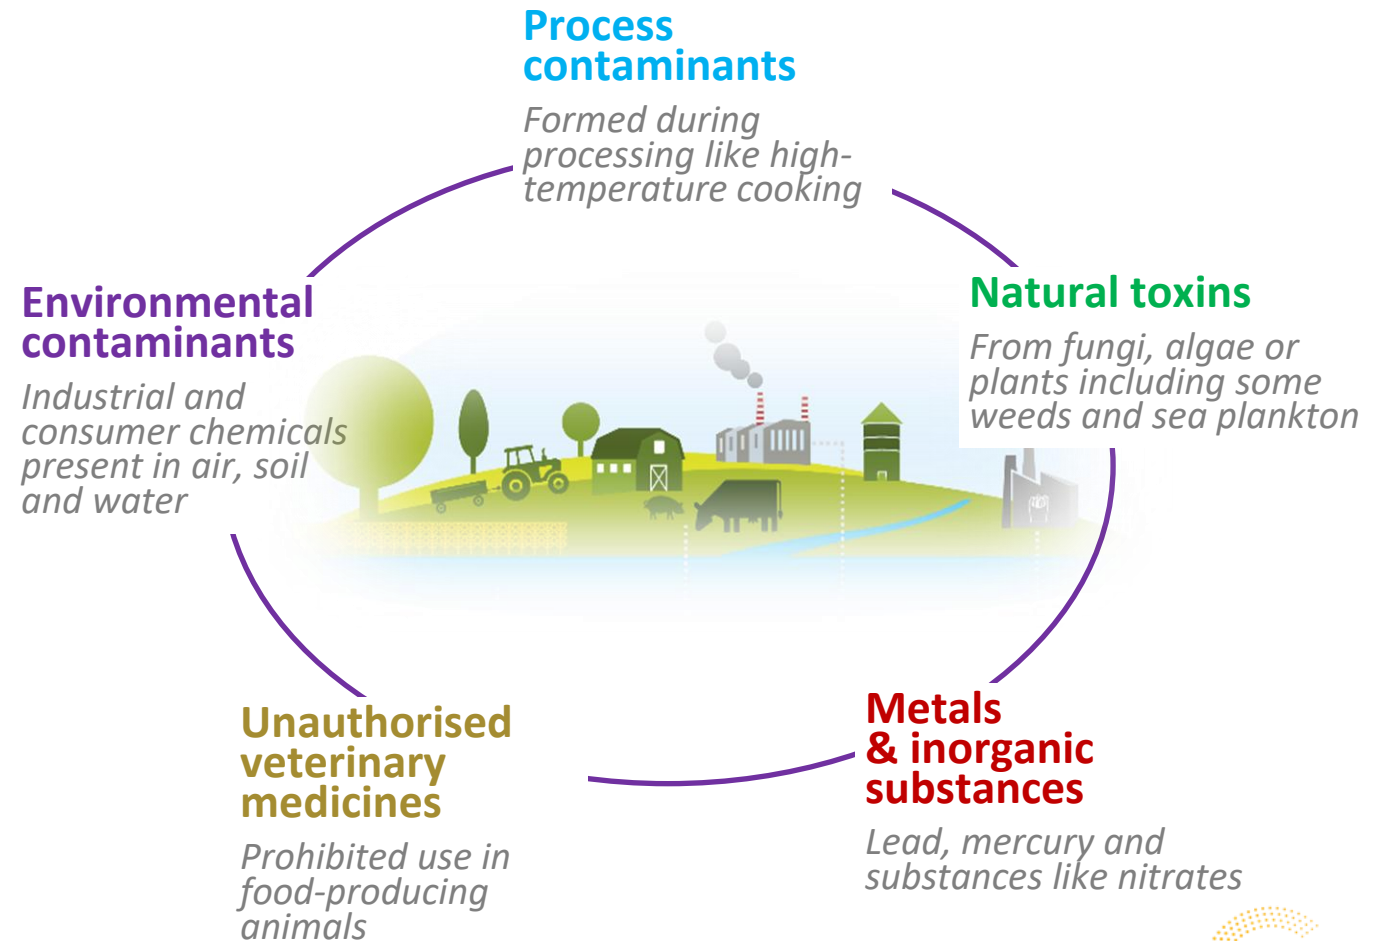 Process
contaminants
Formed during
processing like high-
temperature cooking
Environmental
contaminants
Industrial and
consumer chemicals
present in air, soil
and water
Natural toxins
From fungi, algae or
plants including some
weeds and sea plankton
Unauthorised
veterinary
medicines
Prohibited use in
food-producing
animals
Metals
& inorganic
substances
Lead, mercury and
substances like nitrates